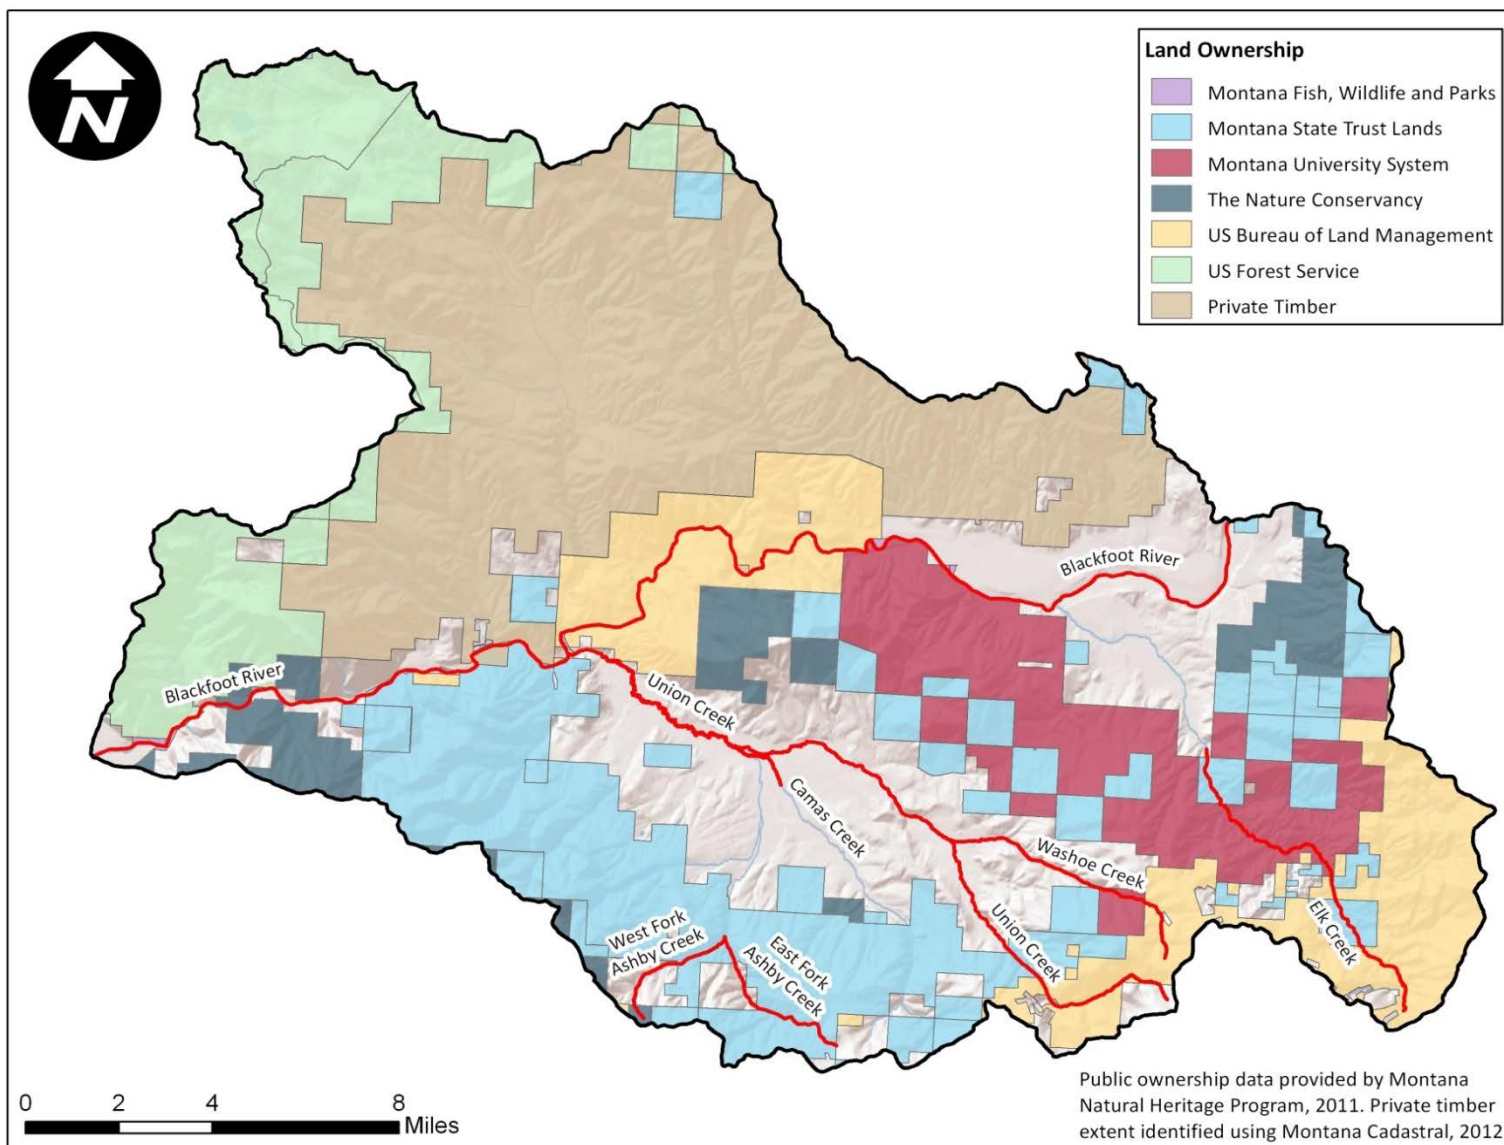 N
Land Ownership
Montana Fish, Wildlife and Parks
Montana State Trust Lands
Montana University System
The Nature Conservancy
US Bureau of Land Management
US Forest Service
Private Timber
Blackfoot River
Blackfoot River
Union Creek
Camas Creek
Washoe Creek
Union Creek
Elk Creek
West Fork
Ashby Creek
East Fork
Ashby Creek
0 2 4 8
Miles
Public ownership data provided by Montana
Natural Heritage Program, 2011. Private timber
extent identified using Montana Cadastral, 2012